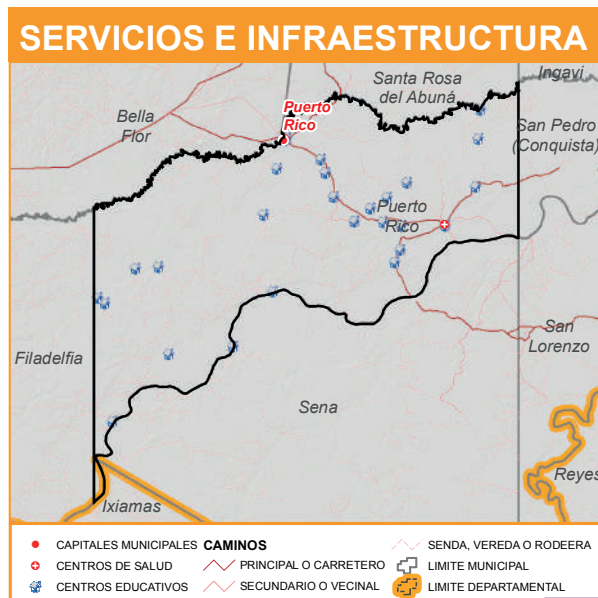 SERVICIOS E INFRAESTRUCTURA
Ingavi
Santa Rosa
del Abuná
Puerto
Rico
Bella
Flor
San Pedro
(Conquista)
Puerto
Rico
San
Lorenzo
Filadelfia
Sena
Reyes
Ixiamas
CAPITALES MUNICIPALES
CENTROS DE SALUD
CENTROS EDUCATIVOS
CAMINOS
PRINCIPAL O CARRETERO
SECUNDARIO O VECINAL
SENDA, VEREDA O RODEERA
LIMITE MUNICIPAL
LIMITE DEPARTAMENTAL